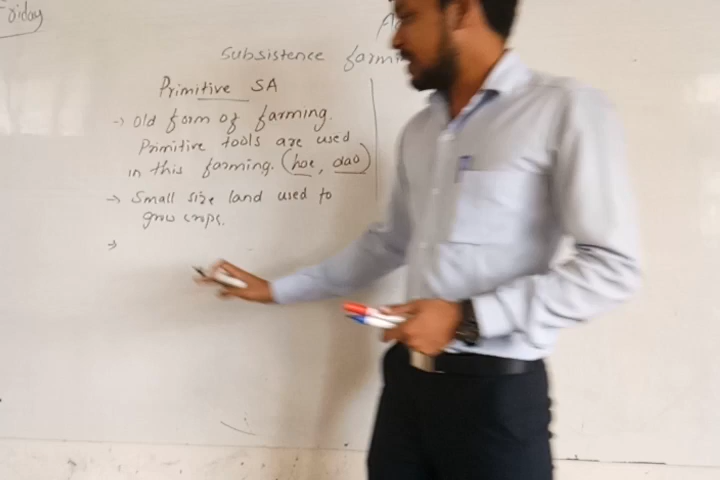 Friday
Subsistence
Primitive SA
-> Old form of farming.
Primitive tools are used
in this farming. (hoe, dao)
-> Small size land used to
grow crops.
->